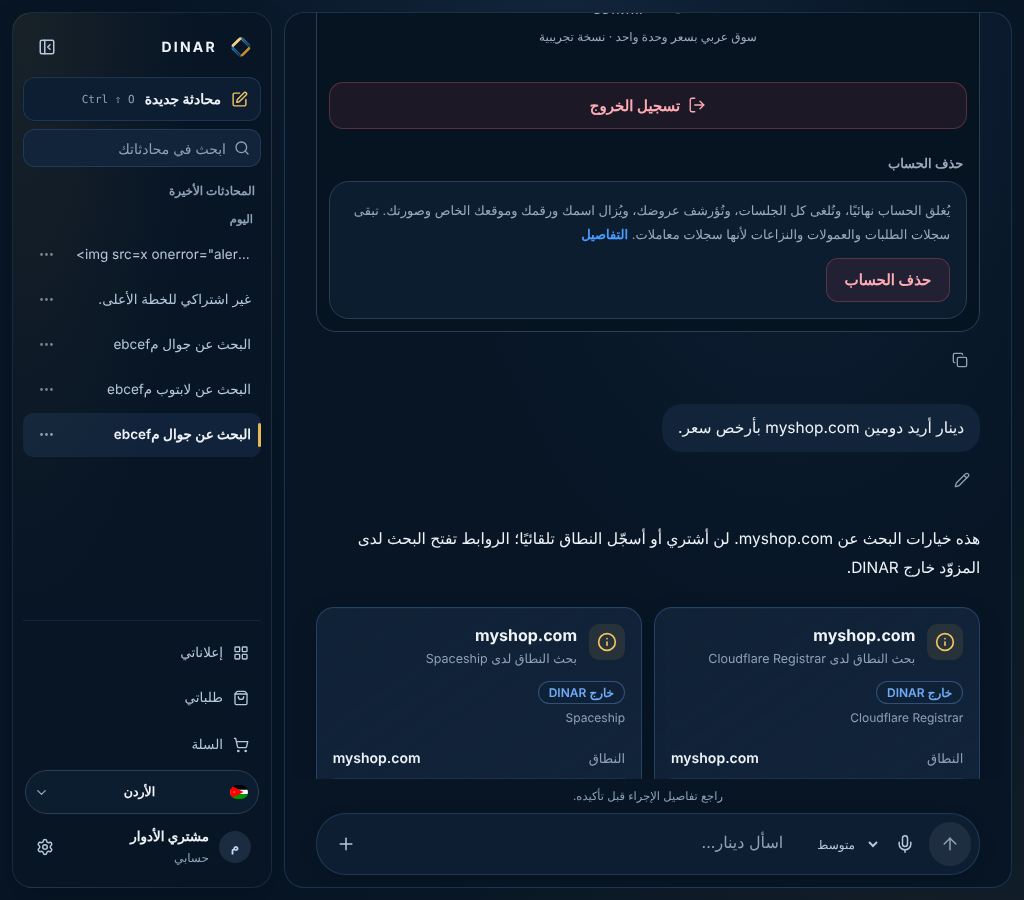 DINAR
محادثة جديدة
Ctrl ⇧ O
ابحث في محادثاتك
المحادثات الأخيرة
اليوم
<img src=x onerror="aler...
غير اشتراكي للخطة الأعلى.
البحث عن جوال مebcef
البحث عن لابتوب مebcef
البحث عن جوال مebcef
إعلاناتي
طلباتي
السلة
الأردن
م
مشتري الأدوار
حسابي
سوق عربي بسعر وحدة واحد · نسخة تجريبية
تسجيل الخروج
حذف الحساب
يُغلق الحساب نهائيًا، وتُلغى كل الجلسات، وتُؤرشف عروضك، ويُزال اسمك ورقمك وموقعك الخاص وصورتك. تبقى
سجلات الطلبات والعمولات والنزاعات لأنها سجلات معاملات. التفاصيل
حذف الحساب
دينار أريد دومين myshop.com بأرخص سعر.
هذه خيارات البحث عن myshop.com. لن أشتري أو أسجّل النطاق تلقائيًا؛ الروابط تفتح البحث لدى
المزوّد خارج DINAR.
myshop.com
بحث النطاق لدى Cloudflare Registrar
خارج DINAR
Cloudflare Registrar
النطاق myshop.com
myshop.com
بحث النطاق لدى Spaceship
خارج DINAR
Spaceship
النطاق myshop.com
راجع تفاصيل الإجراء قبل تأكيده.
متوسط
اسأل دينار...